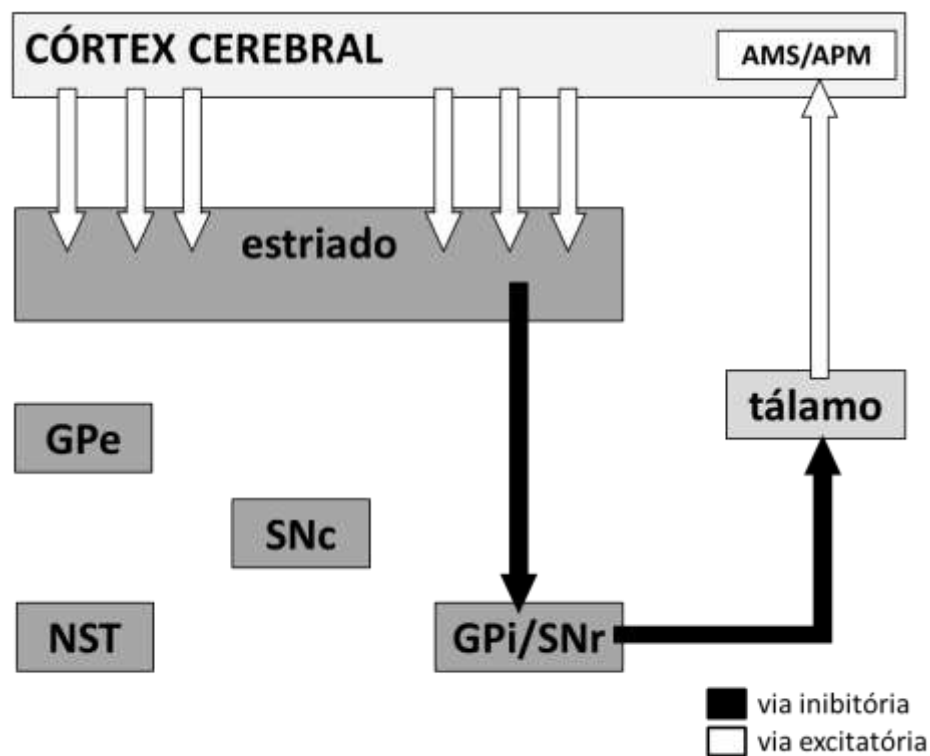 CÓRTEX CEREBRAL
AMS/APM
estriado
tálamo
GPe
SNc
NST
GPi/SNr
via inibitória
via excitatória